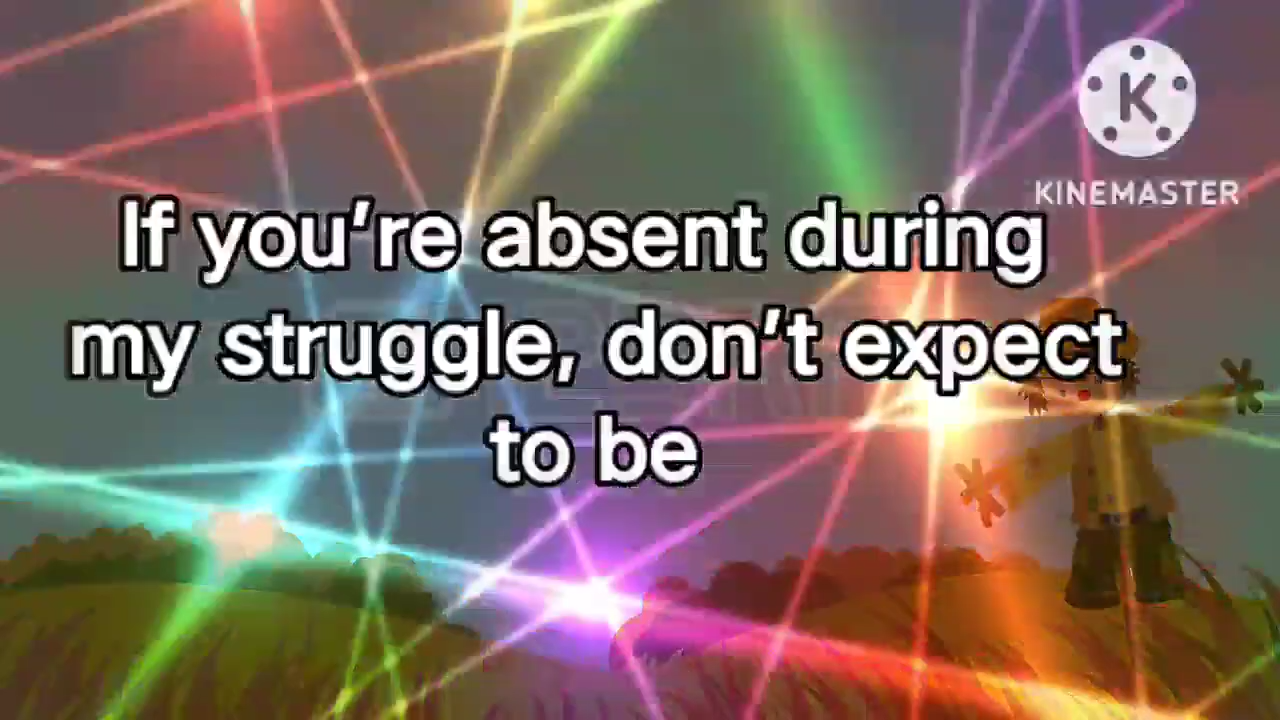 K
KINEMASTER
If you’re absent during
my struggle, don’t expect
to be